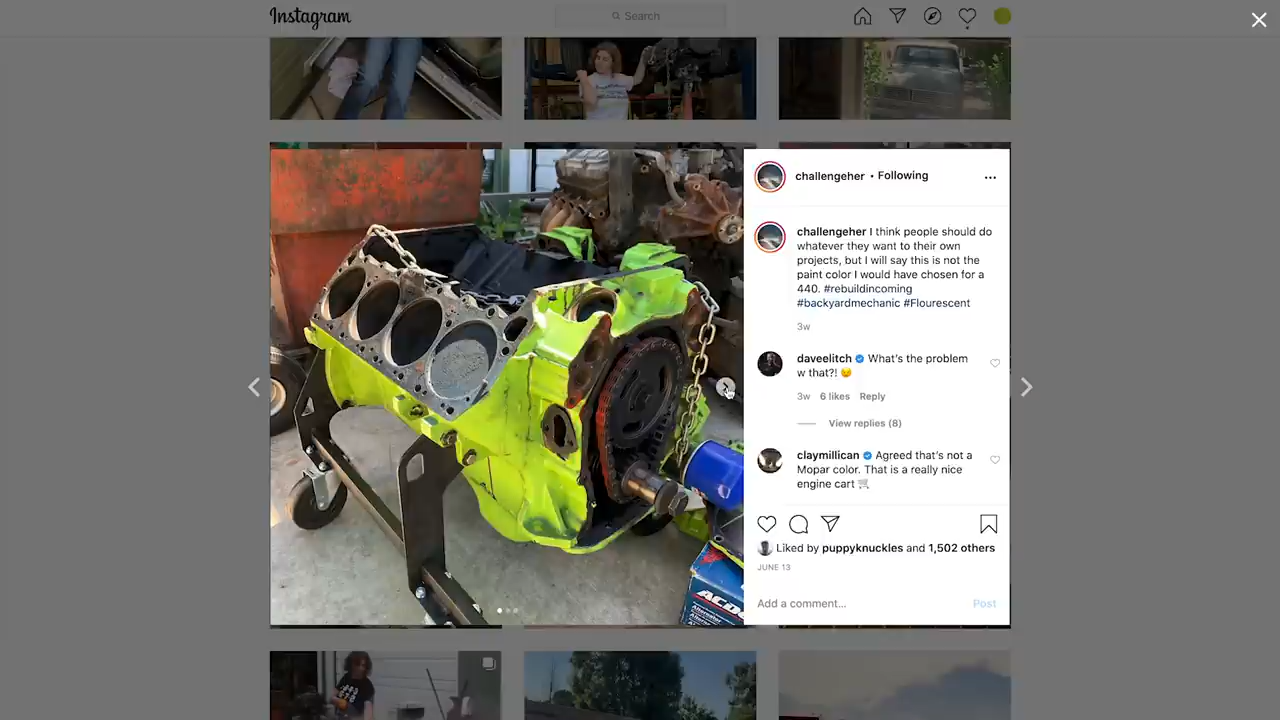 Instagram
Search
challengeher • Following
challengeher I think people should do
whatever they want to their own
projects, but I will say this is not the
paint color I would have chosen for a
440. #rebuildincoming
#backyardmechanic #Flourescent
3w
daveelitch What's the problem
w that?! 😉
3w 6 likes Reply
View replies (8)
claymillican Agreed that's not a
Mopar color. That is a really nice
engine cart 🛒
Liked by puppyknuckles and 1,502 others
JUNE 13
Add a comment... Post